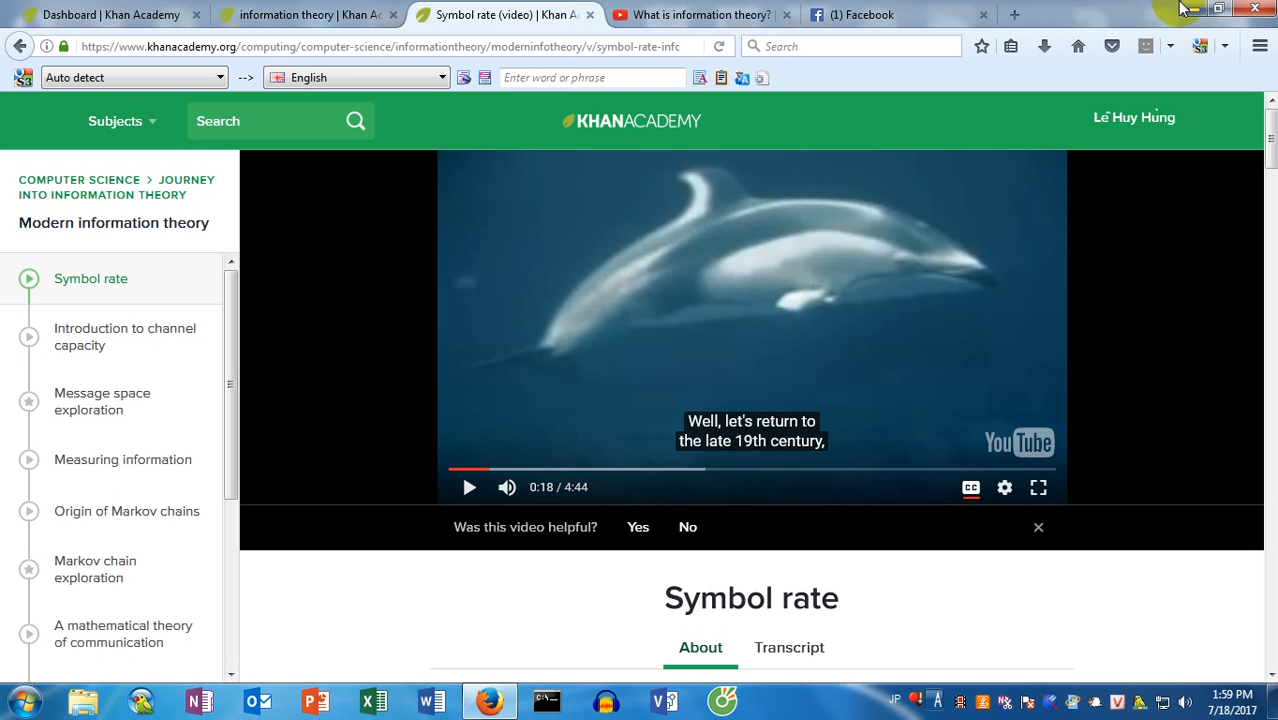 Dashboard | Khan Academy
information theory | Khan Ac
Symbol rate (video) | Khan A
What is information theory?
(1) Facebook
https://www.khanacademy.org/computing/computer-science/informationtheory/moderninfotheory/v/symbol-rate-infc
Search
Auto detect
-->
English
Enter word or phrase
Subjects
Search
KHANACADEMY
Lê Huy Hùng
COMPUTER SCIENCE > JOURNEY
INTO INFORMATION THEORY
Modern information theory
Symbol rate
Introduction to channel
capacity
Message space
exploration
Measuring information
Origin of Markov chains
Markov chain
exploration
A mathematical theory
of communication
Well, let's return to
the late 19th century,
YouTube
0:18 / 4:44
CC
Was this video helpful?
Yes
No
Symbol rate
About
Transcript
JP
1:59 PM
7/18/2017